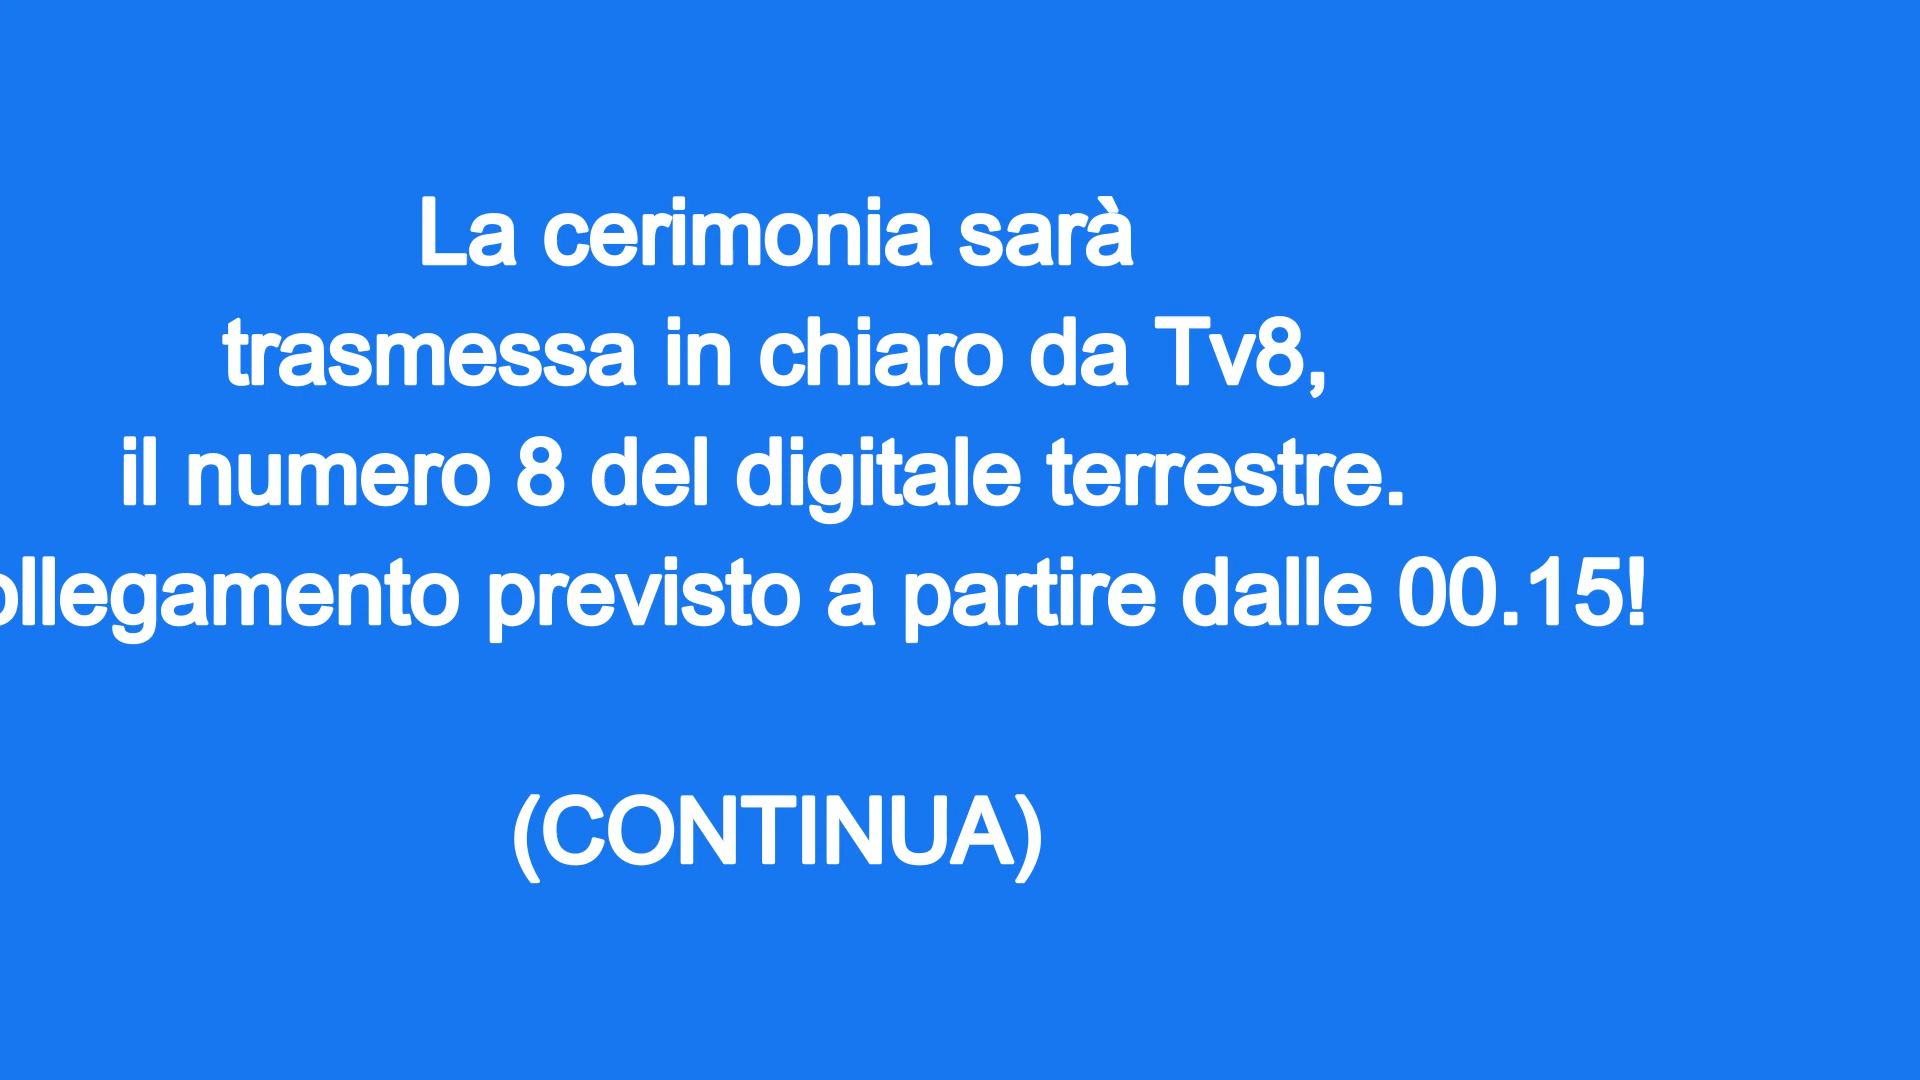 La cerimonia sarà
trasmessa in chiaro da Tv8,
il numero 8 del digitale terrestre.
ollegamento previsto a partire dalle 00.15!
(CONTINUA)